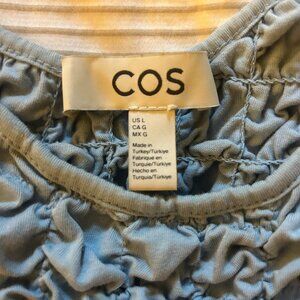 COS
US L
CA G
MX G
Made in
Turkey/Türkiye
Fabriqué en
Turquie/Türkiye
Hecho en
Turquía/Türkiye